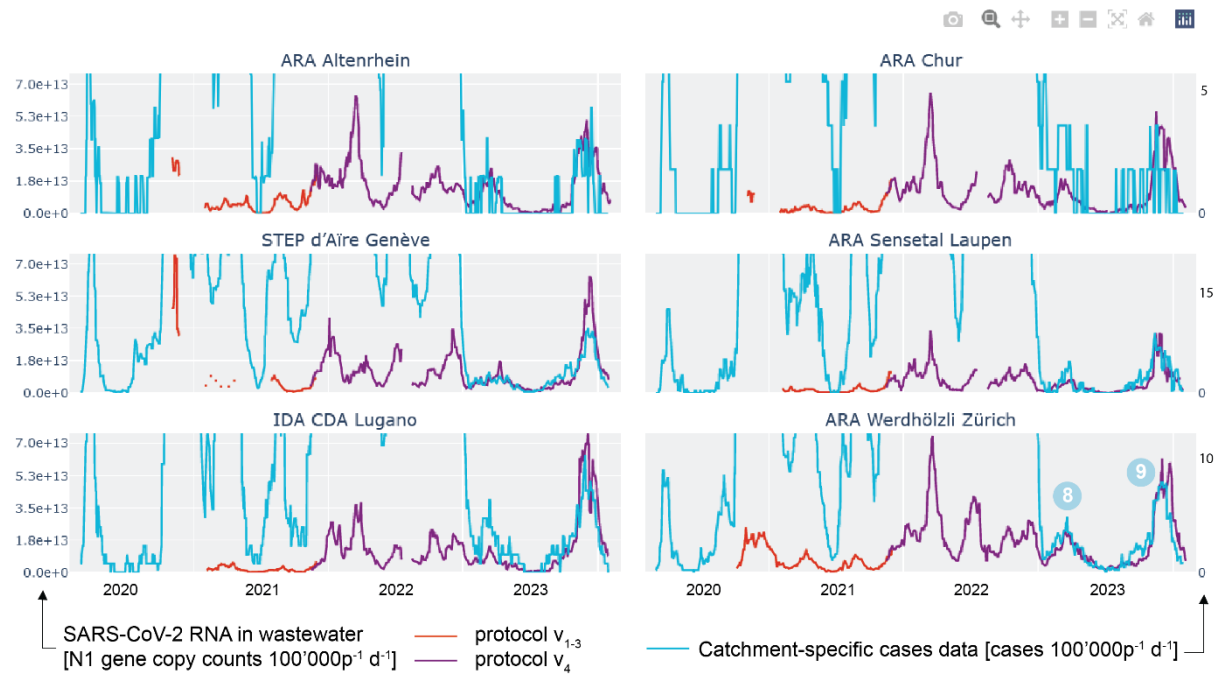 ARA Altenrhein
ARA Chur
7.0e+13
5.3e+13
3.5e+13
1.8e+13
0.0e+0
5
0
STEP d’Aïre Genève
ARA Sensetal Laupen
7.0e+13
5.3e+13
3.5e+13
1.8e+13
0.0e+0
15
0
IDA CDA Lugano
ARA Werdhölzli Zürich
7.0e+13
5.3e+13
3.5e+13
1.8e+13
0.0e+0
8
9
10
0
2020 2021 2022 2023
2020 2021 2022 2023
SARS-CoV-2 RNA in wastewater
[N1 gene copy counts 100’000p⁻¹ d⁻¹]
protocol v₁₋₃
protocol v₄
Catchment-specific cases data [cases 100’000p⁻¹ d⁻¹]